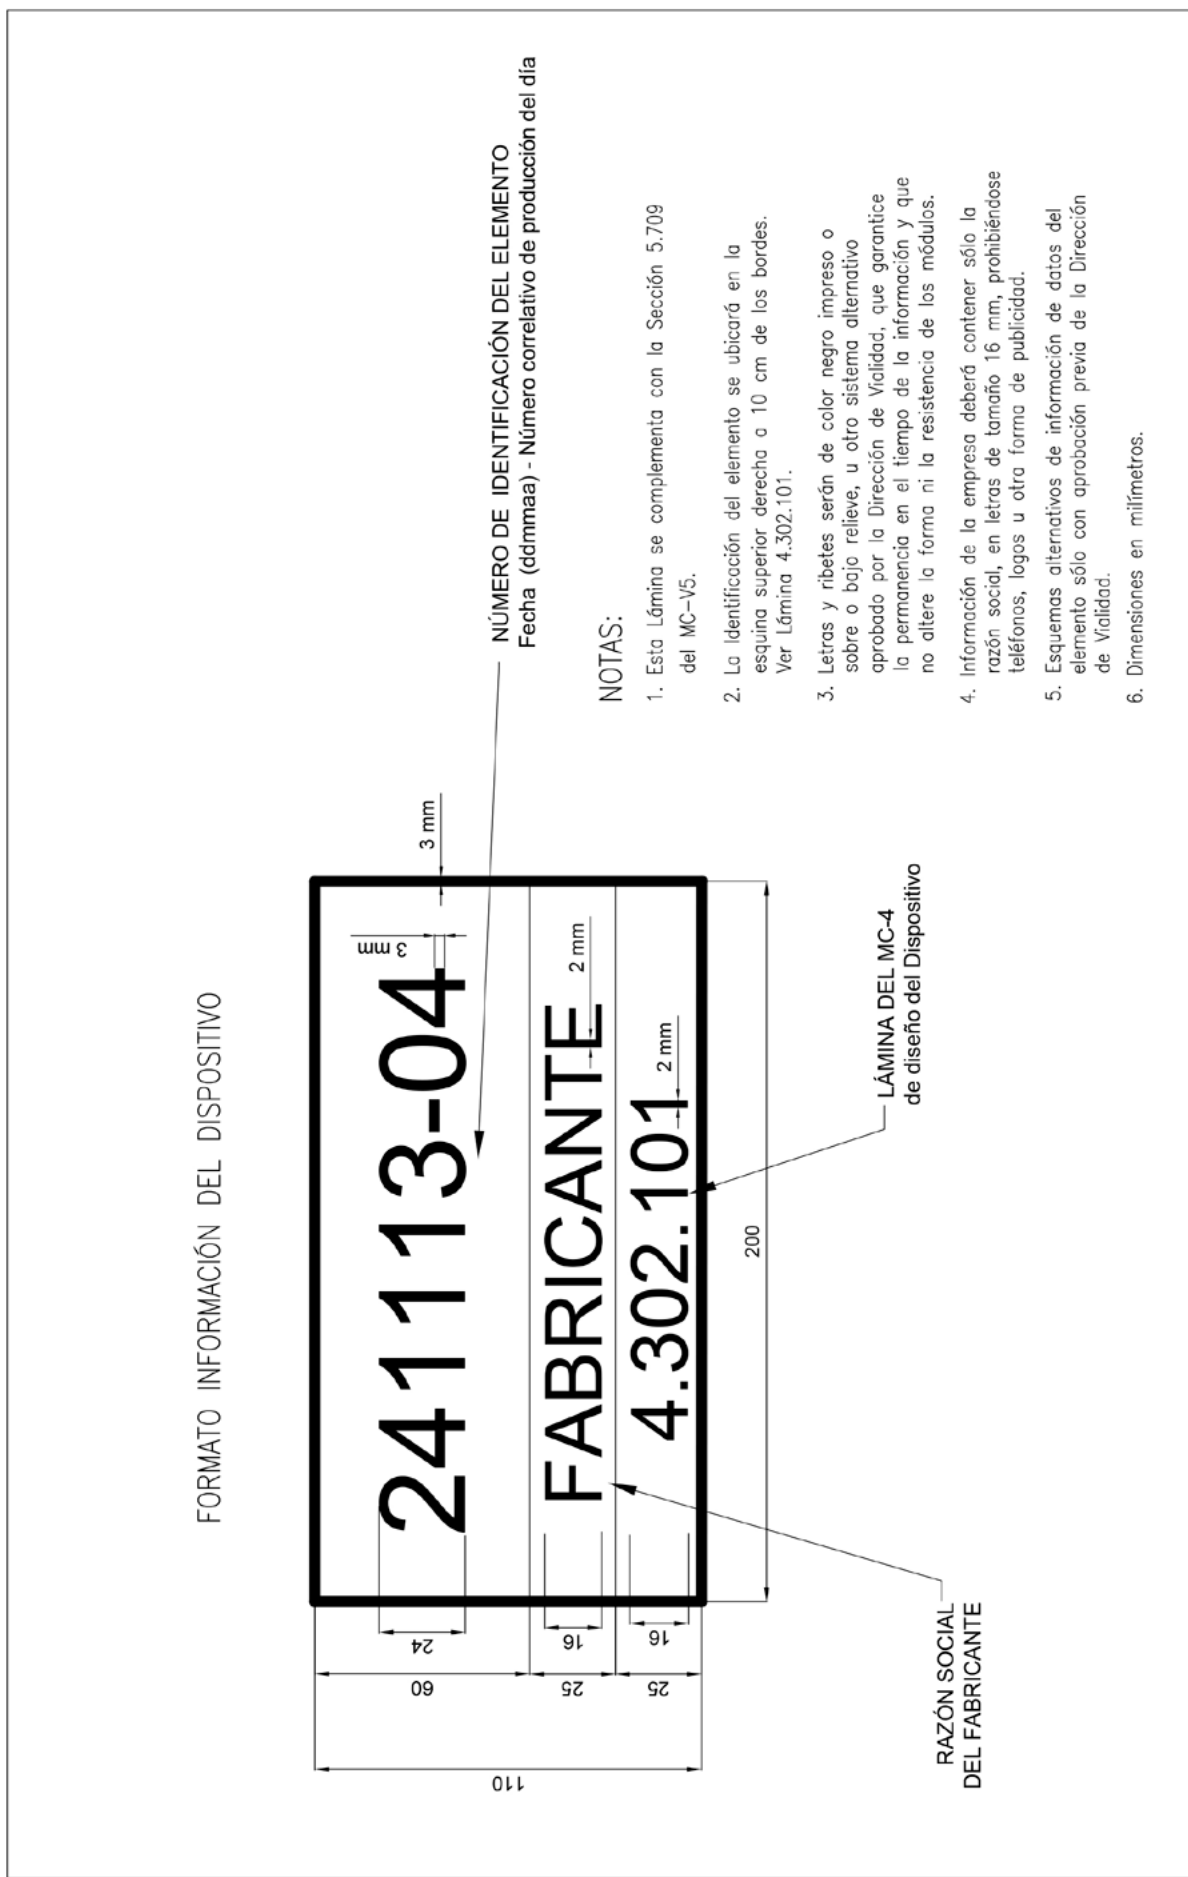 FORMATO INFORMACIÓN DEL DISPOSITIVO
110
60
25
25
24
16
16
241113-04
3 mm
3 mm
FABRICANTE
2 mm
4.302.101
2 mm
200
NÚMERO DE IDENTIFICACIÓN DEL ELEMENTO
Fecha (ddmmaa) - Número correlativo de producción del día
RAZÓN SOCIAL
DEL FABRICANTE
LÁMINA DEL MC-4
de diseño del Dispositivo
NOTAS:
1. Esta Lámina se complementa con la Sección 5.709
del MC-V5.
2. La Identificación del elemento se ubicará en la
esquina superior derecha a 10 cm de los bordes.
Ver Lámina 4.302.101.
3. Letras y ribetes serán de color negro impreso o
sobre o bajo relieve, u otro sistema alternativo
aprobado por la Dirección de Vialidad, que garantice
la permanencia en el tiempo de la información y que
no altere la forma ni la resistencia de los módulos.
4. Información de la empresa deberá contener sólo la
razón social, en letras de tamaño 16 mm, prohibiéndose
teléfonos, logos u otra forma de publicidad.
5. Esquemas alternativos de información de datos del
elemento sólo con aprobación previa de la Dirección
de Vialidad.
6. Dimensiones en milímetros.